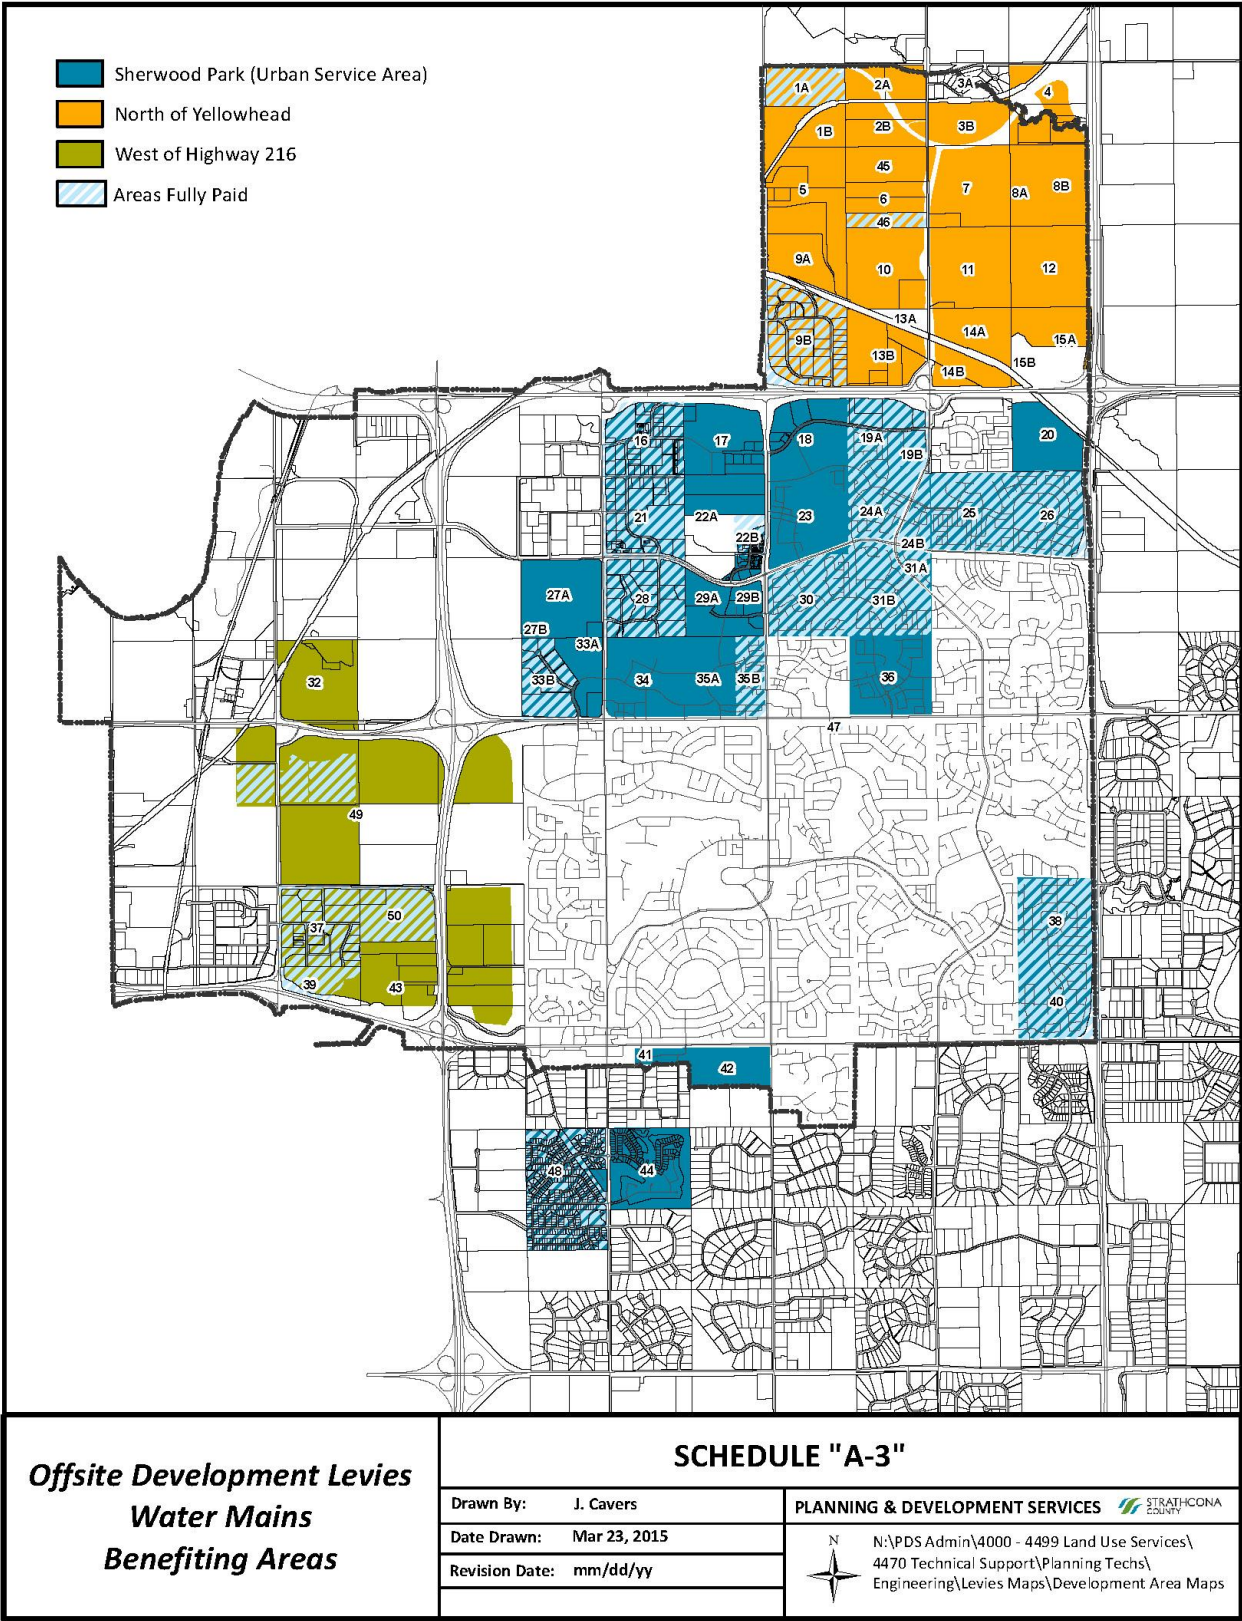 Sherwood Park (Urban Service Area)
North of Yellowhead
West of Highway 216
Areas Fully Paid
1A
2A
3A
4
1B
2B
3B
45
5
6
7
8A
8B
46
9A
10
11
12
13A
14A
15A
9B
13B
14B
15B
16
17
18
19A
19B
20
21
22A
22B
23
24A
24B
25
26
27A
27B
28
29A
29B
30
31A
31B
32
33A
33B
34
35A
35B
36
47
49
37
50
38
39
43
40
41
42
48
44
Offsite Development Levies
Water Mains
Benefiting Areas
SCHEDULE "A-3"
Drawn By: J. Cavers
Date Drawn: Mar 23, 2015
Revision Date: mm/dd/yy
PLANNING & DEVELOPMENT SERVICES
STRATHCONA
COUNTY
N
N:\PDS Admin\4000 - 4499 Land Use Services\
4470 Technical Support\Planning Techs\
Engineering\Levies Maps\Development Area Maps